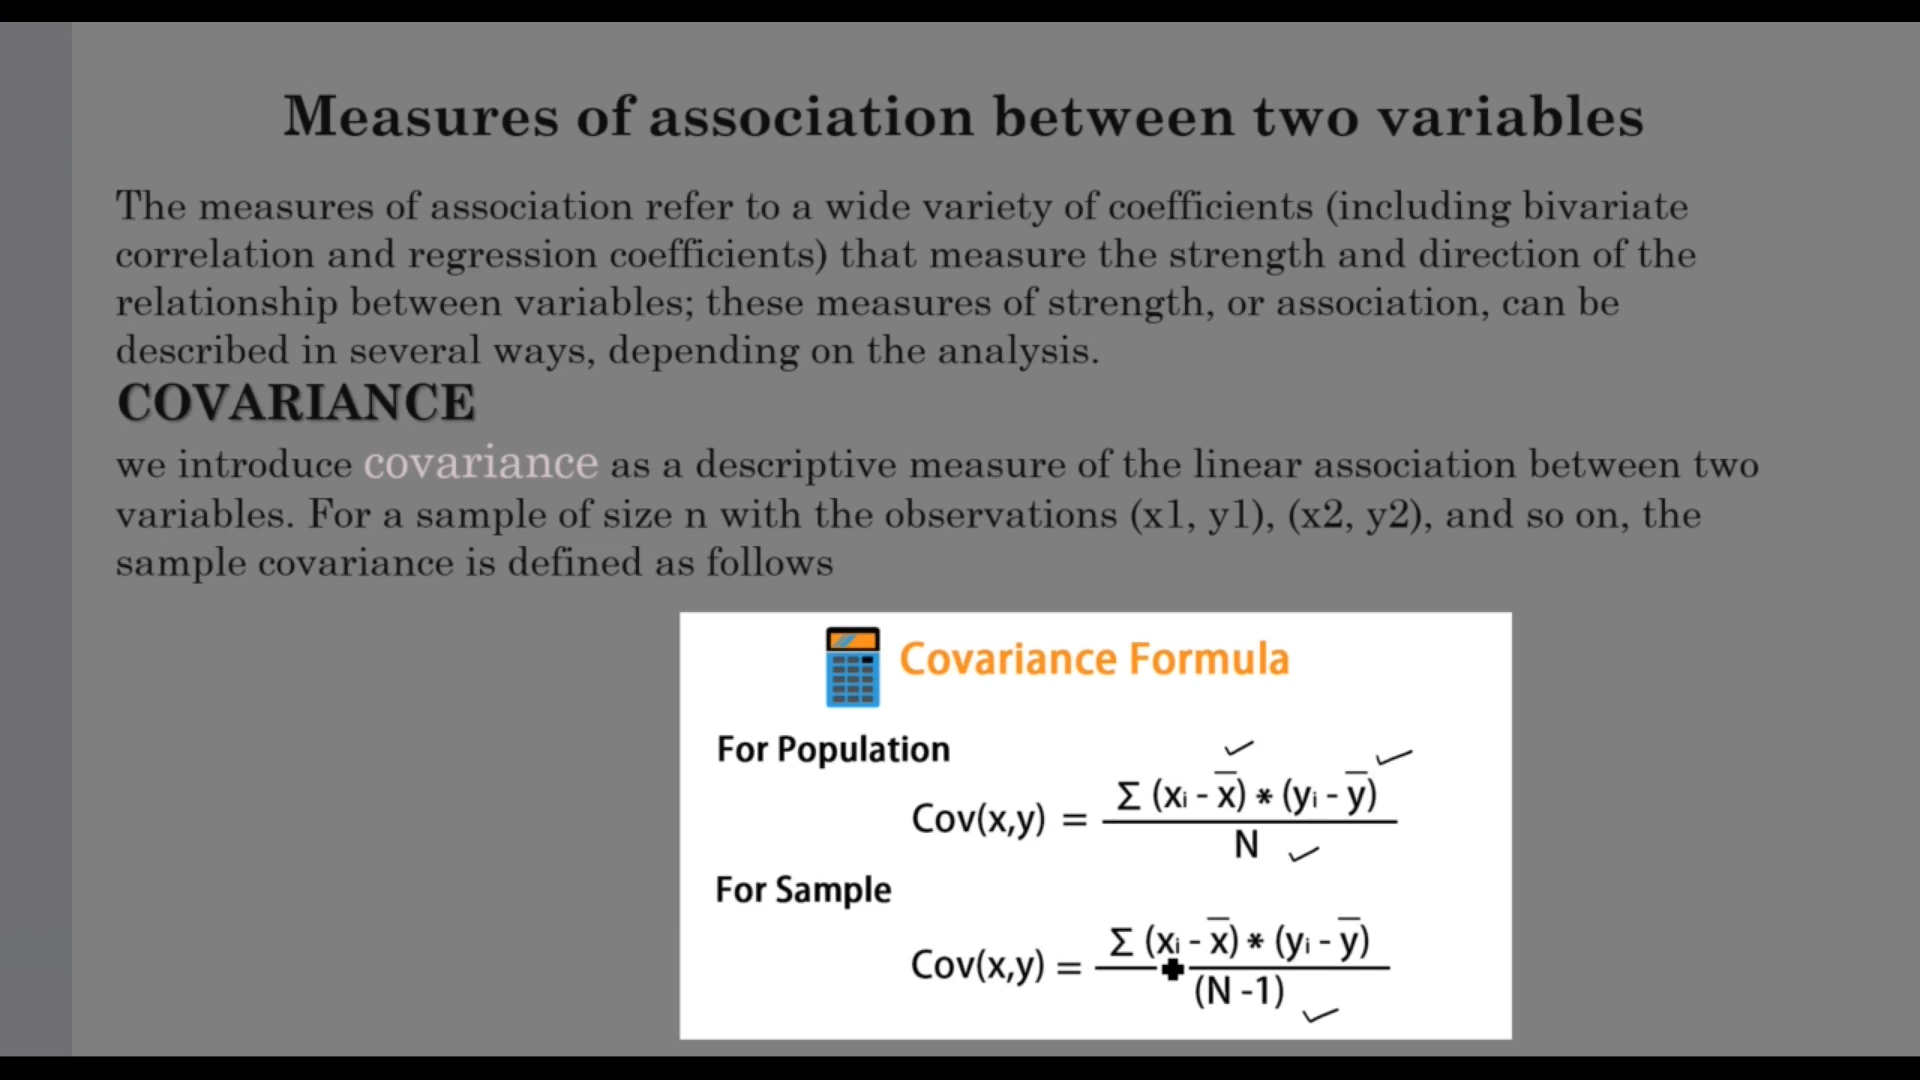 Measures of association between two variables
The measures of association refer to a wide variety of coefficients (including bivariate
correlation and regression coefficients) that measure the strength and direction of the
relationship between variables; these measures of strength, or association, can be
described in several ways, depending on the analysis.
COVARIANCE
we introduce covariance as a descriptive measure of the linear association between two
variables. For a sample of size n with the observations (x1, y1), (x2, y2), and so on, the
sample covariance is defined as follows
Covariance Formula
For Population
Cov(x,y) = Σ (xᵢ - x̅) * (yᵢ - y̅) / N
For Sample
Cov(x,y) = Σ (xᵢ - x̅) * (yᵢ - y̅) / (N -1)